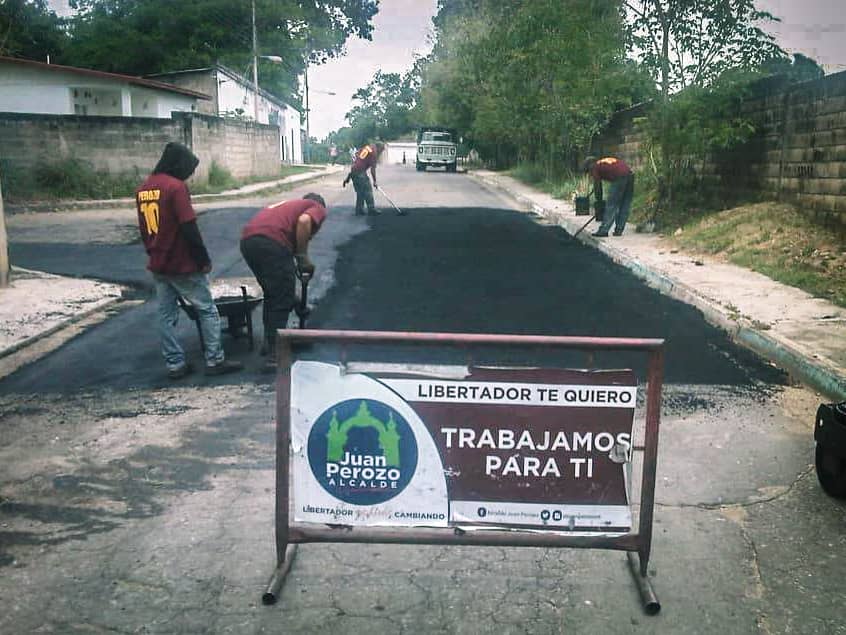 PEROZO
10
LIBERTADOR TE QUIERO
TRABAJAMOS
PARA TI
Juan
Perozo
ALCALDE
LIBERTADOR CAMBIANDO